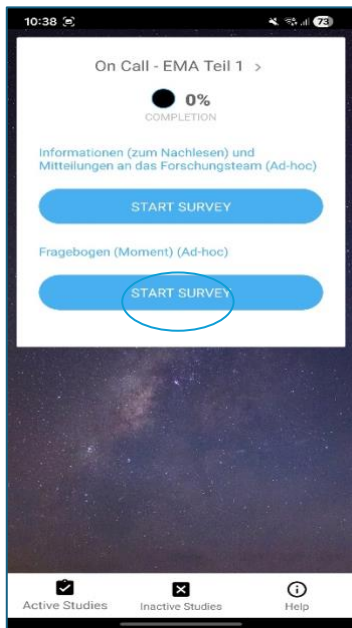 10:38
73
On Call - EMA Teil 1 >
0%
COMPLETION
Informationen (zum Nachlesen) und
Mitteilungen an das Forschungsteam (Ad-hoc)
START SURVEY
Fragebogen (Moment) (Ad-hoc)
START SURVEY
Active Studies
Inactive Studies
Help